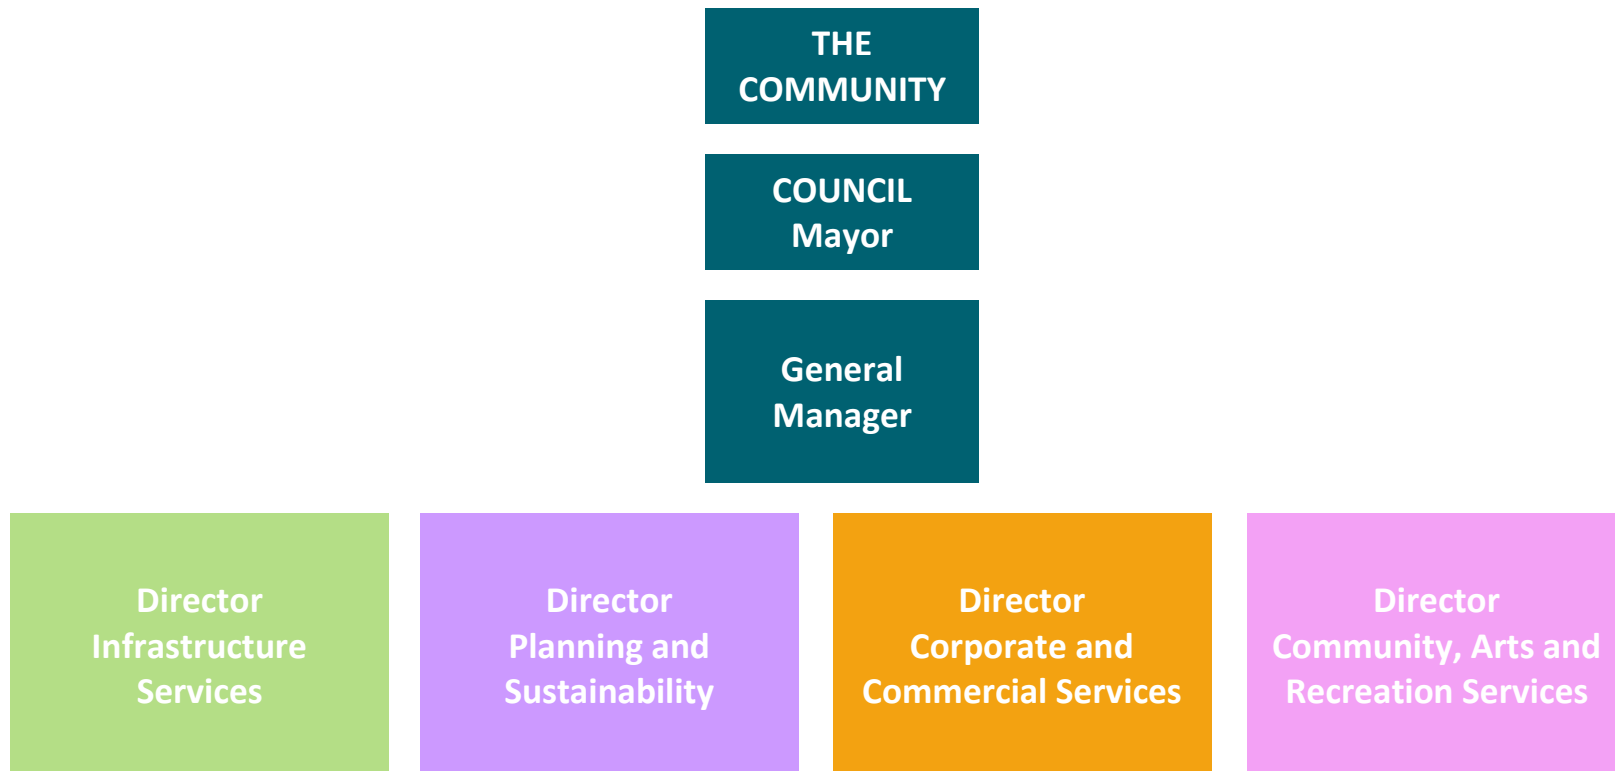 THE
COMMUNITY
COUNCIL
Mayor
General
Manager
Director
Infrastructure
Services
Director
Planning and
Sustainability
Director
Corporate and
Commercial Services
Director
Community, Arts and
Recreation Services